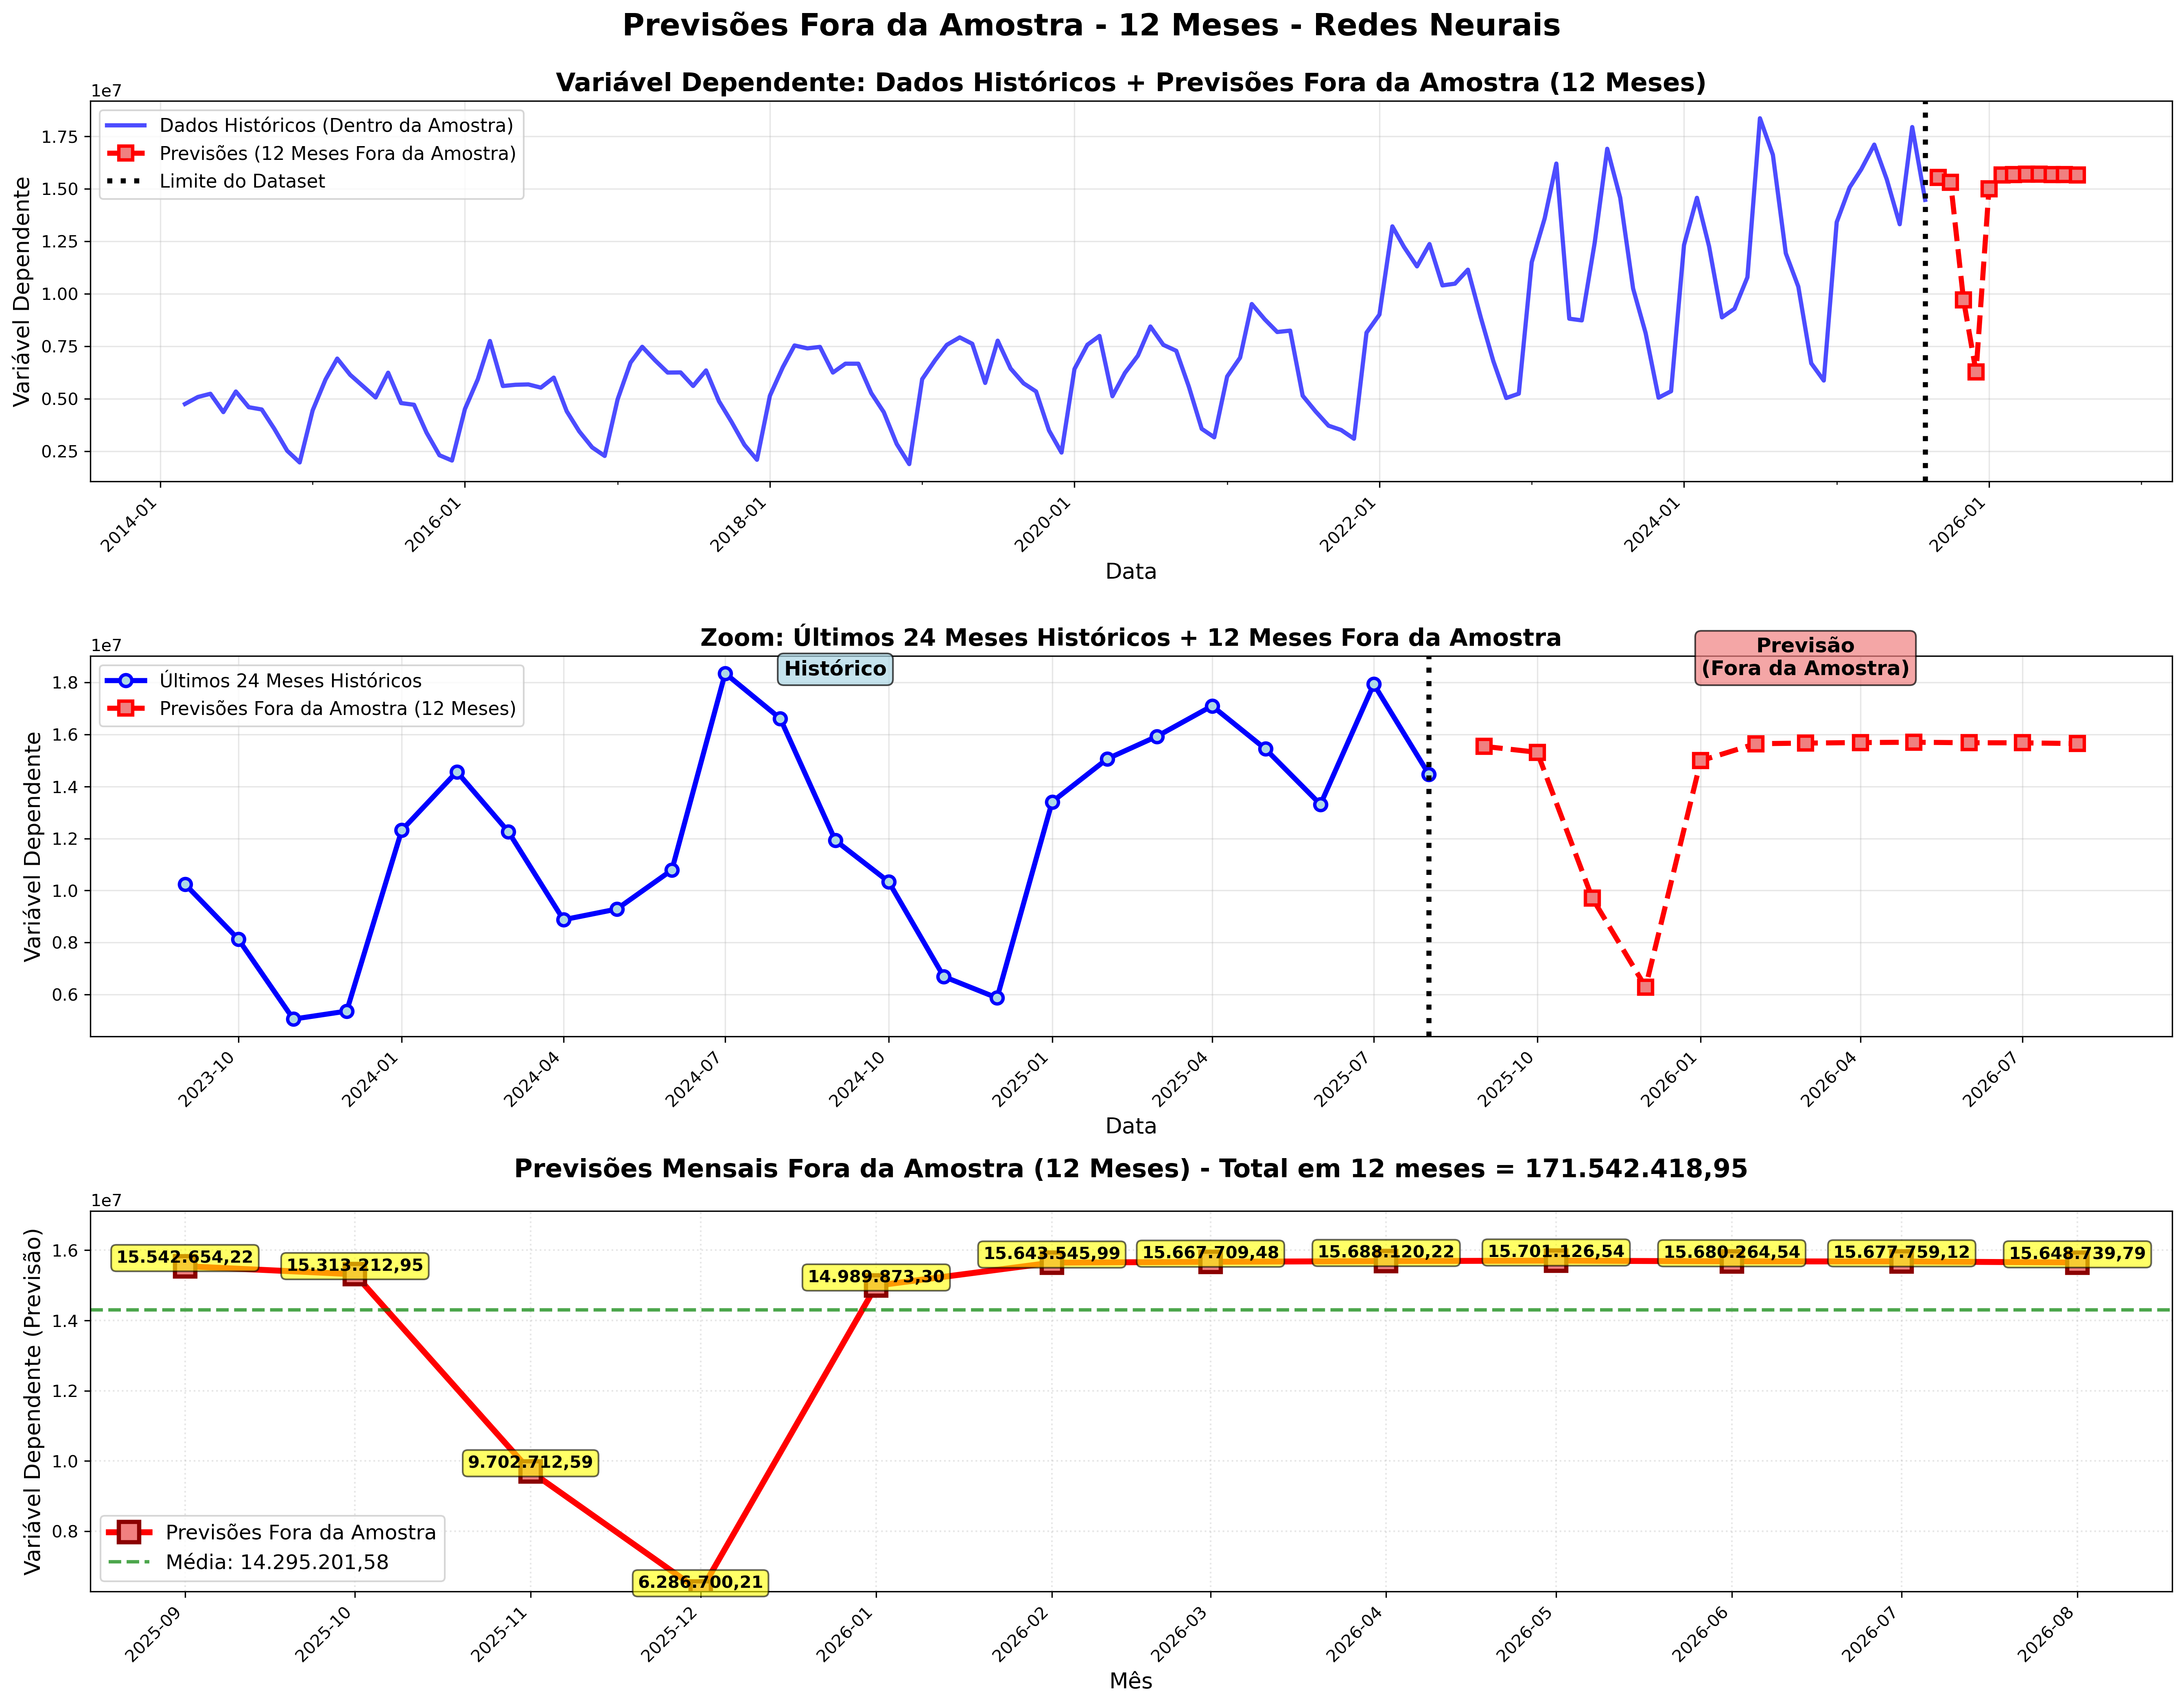 Previsões Fora da Amostra - 12 Meses - Redes Neurais
Variável Dependente: Dados Históricos + Previsões Fora da Amostra (12 Meses)
1e7
Dados Históricos (Dentro da Amostra)
Previsões (12 Meses Fora da Amostra)
Limite do Dataset
Variável Dependente
1.75
1.50
1.25
1.00
0.75
0.50
0.25
2014-01
2016-01
2018-01
2020-01
2022-01
2024-01
2026-01
Data
Zoom: Últimos 24 Meses Históricos + 12 Meses Fora da Amostra
1e7
Últimos 24 Meses Históricos
Previsões Fora da Amostra (12 Meses)
Histórico
Previsão
(Fora da Amostra)
Variável Dependente
1.8
1.6
1.4
1.2
1.0
0.8
0.6
2023-10
2024-01
2024-04
2024-07
2024-10
2025-01
2025-04
2025-07
2025-10
2026-01
2026-04
2026-07
Data
Previsões Mensais Fora da Amostra (12 Meses) - Total em 12 meses = 171.542.418,95
1e7
Variável Dependente (Previsão)
1.6
1.4
1.2
1.0
0.8
15.542.654,22
15.313.212,95
9.702.712,59
6.286.700,21
14.989.873,30
15.643.545,99
15.667.709,48
15.688.120,22
15.701.126,54
15.680.264,54
15.677.759,12
15.648.739,79
Previsões Fora da Amostra
Média: 14.295.201,58
2025-09
2025-10
2025-11
2025-12
2026-01
2026-02
2026-03
2026-04
2026-05
2026-06
2026-07
2026-08
Mês